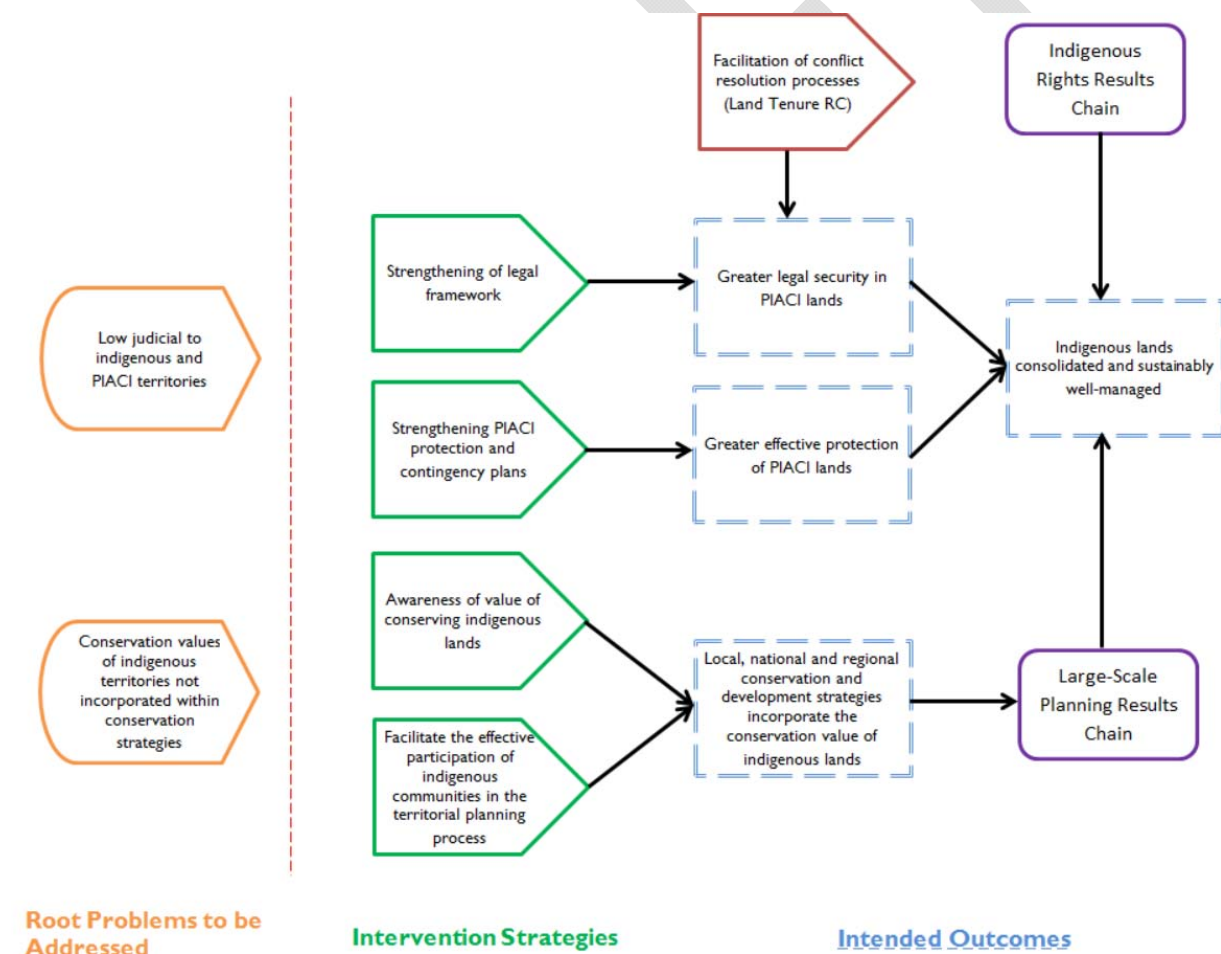 Facilitation of conflict
resolution processes
(Land Tenure RC)
Indigenous
Rights Results
Chain
Strengthening of legal
framework
Greater legal security in
PIACI lands
Low judicial to
indigenous and
PIACI territories
Indigenous lands
consolidated and sustainably
well-managed
Strengthening PIACI
protection and
contingency plans
Greater effective protection
of PIACI lands
Awareness of value of
conserving indigenous
lands
Conservation values
of indigenous
territories not
incorporated within
conservation
strategies
Local, national and regional
conservation and
development strategies
incorporate the
conservation value of
indigenous lands
Large-Scale
Planning Results
Chain
Facilitate the effective
participation of
indigenous
communities in the
territorial planning
process
Root Problems to be
Addressed
Intervention Strategies
Intended Outcomes